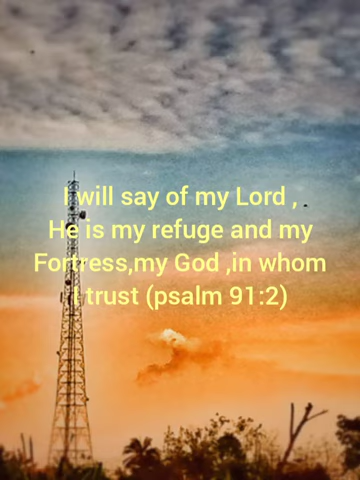 I will say of my Lord ,
He is my refuge and my
Fortress,my God ,in whom
I trust (psalm 91:2)